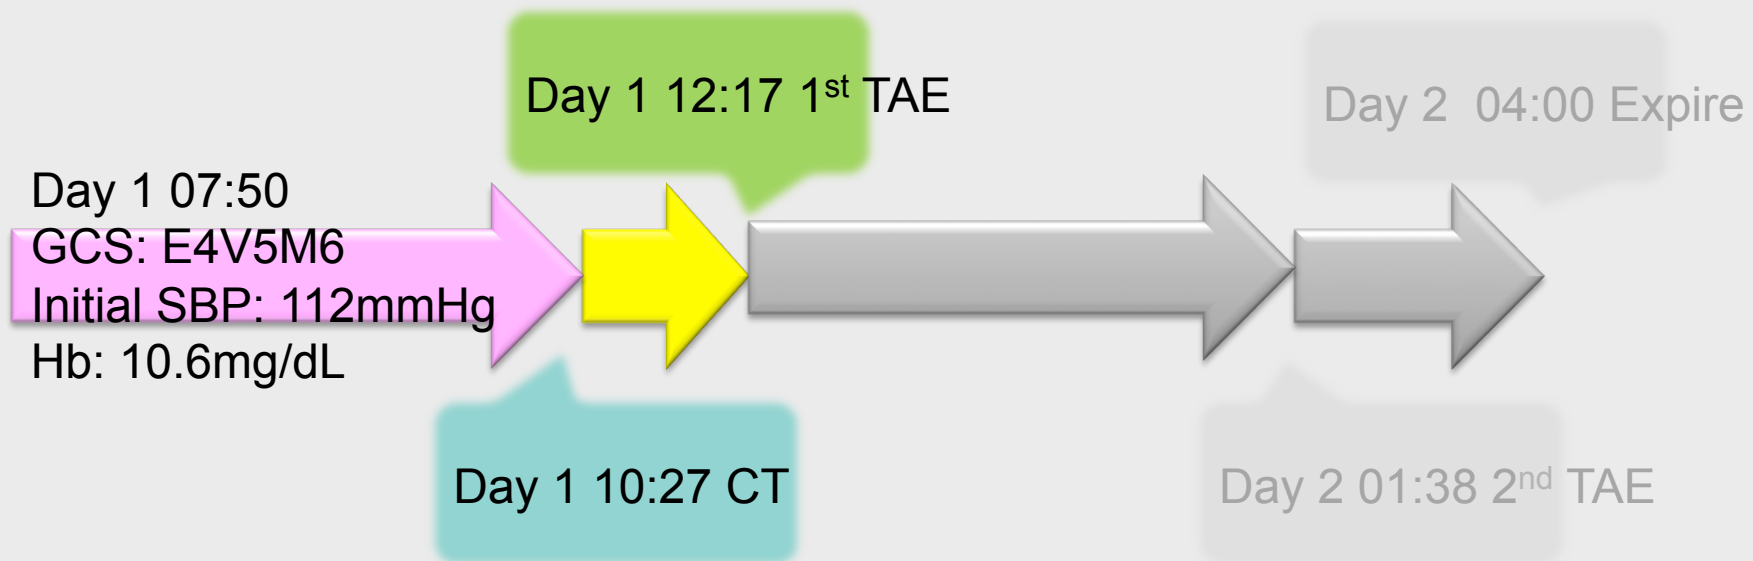 Day 1 12:17 1st TAE
Day 2  04:00 Expire
Day 1 07:50
GCS: E4V5M6
Initial SBP: 112mmHg
Hb: 10.6mg/dL
Day 1 10:27 CT
Day 2 01:38 2nd TAE